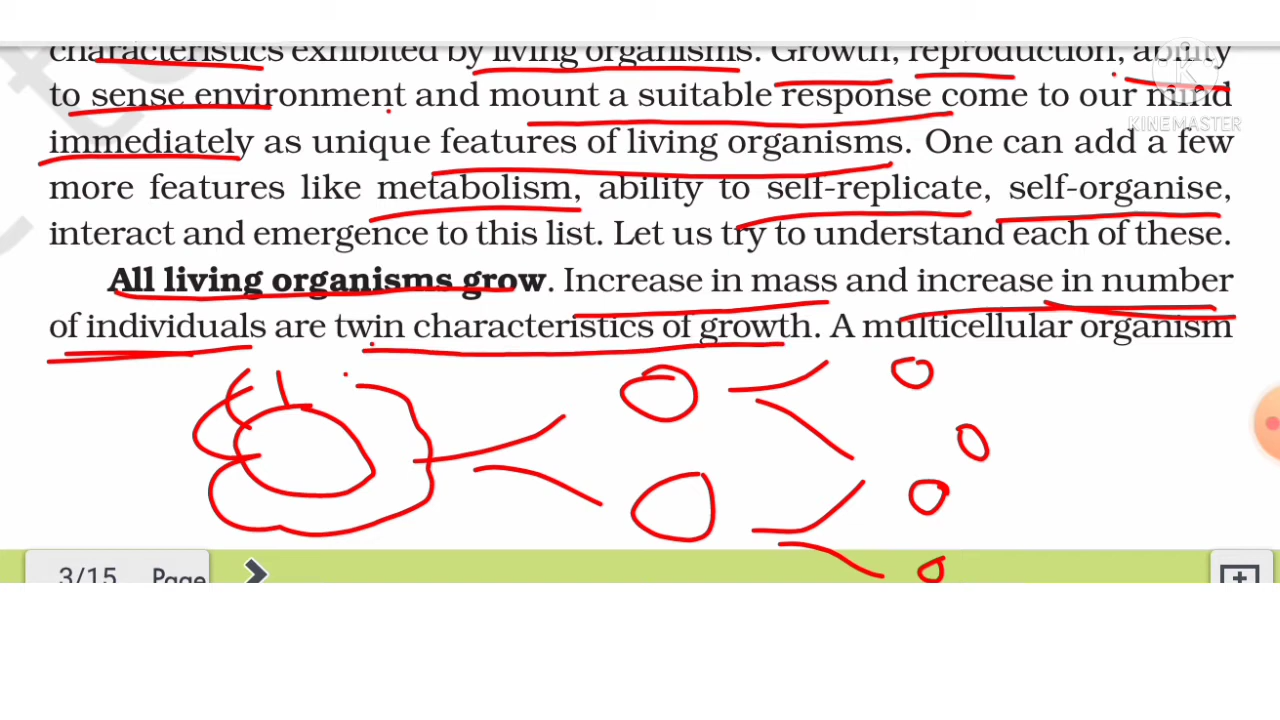 characteristics exhibited by living organisms. Growth, reproduction, ability
to sense environment and mount a suitable response come to our mind
immediately as unique features of living organisms. One can add a few
more features like metabolism, ability to self-replicate, self-organise,
interact and emergence to this list. Let us try to understand each of these.
All living organisms grow. Increase in mass and increase in number
of individuals are twin characteristics of growth. A multicellular organism
3/15 Page
K
KINEMASTER